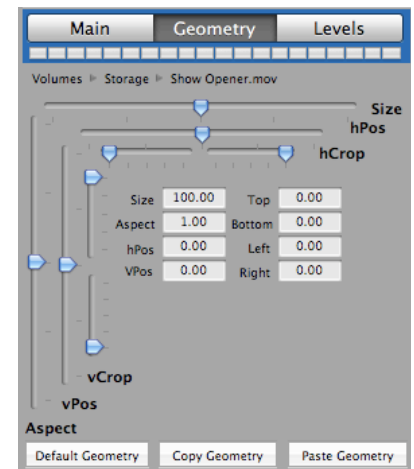 Main Geometry Levels
Volumes Storage Show Opener.mov
Size
hPos
hCrop
Size 100.00 Top 0.00
Aspect 1.00 Bottom 0.00
hPos 0.00 Left 0.00
VPos 0.00 Right 0.00
vCrop
vPos
Aspect
Default Geometry Copy Geometry Paste Geometry